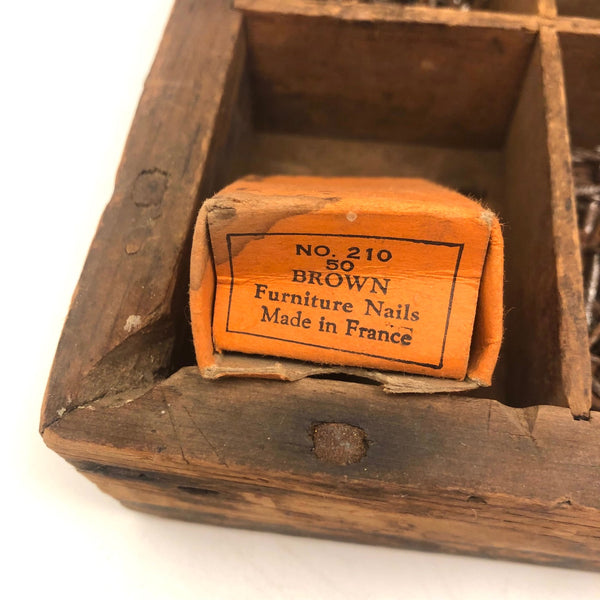 NO. 210
50
BROWN
Furniture Nails
Made in France